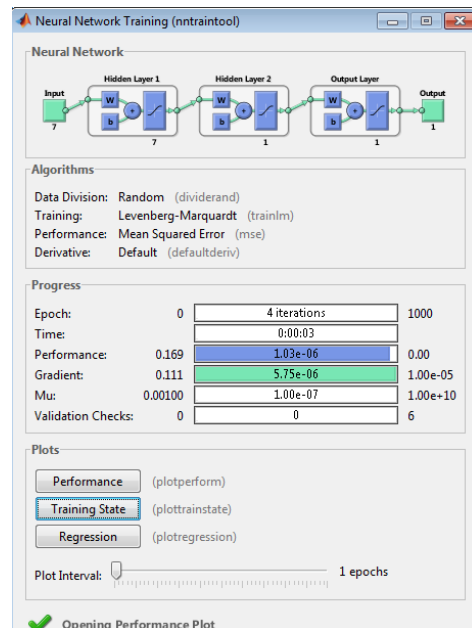 Neural Network Training (nntraintool)
Neural Network
Hidden Layer 1 Hidden Layer 2 Output Layer
Input Output
W W W
+ + +
b b b
7 1
7 1 1
Algorithms
Data Division: Random (dividerand)
Training: Levenberg-Marquardt (trainlm)
Performance: Mean Squared Error (mse)
Derivative: Default (defaultderiv)
Progress
Epoch: 0 4 iterations 1000
Time: 0:00:03
Performance: 0.169 1.03e-06 0.00
Gradient: 0.111 5.75e-06 1.00e-05
Mu: 0.00100 1.00e-07 1.00e+10
Validation Checks: 0 0 6
Plots
Performance (plotperform)
Training State (plottrainstate)
Regression (plotregression)
Plot Interval: 1 epochs
Opening Performance Plot